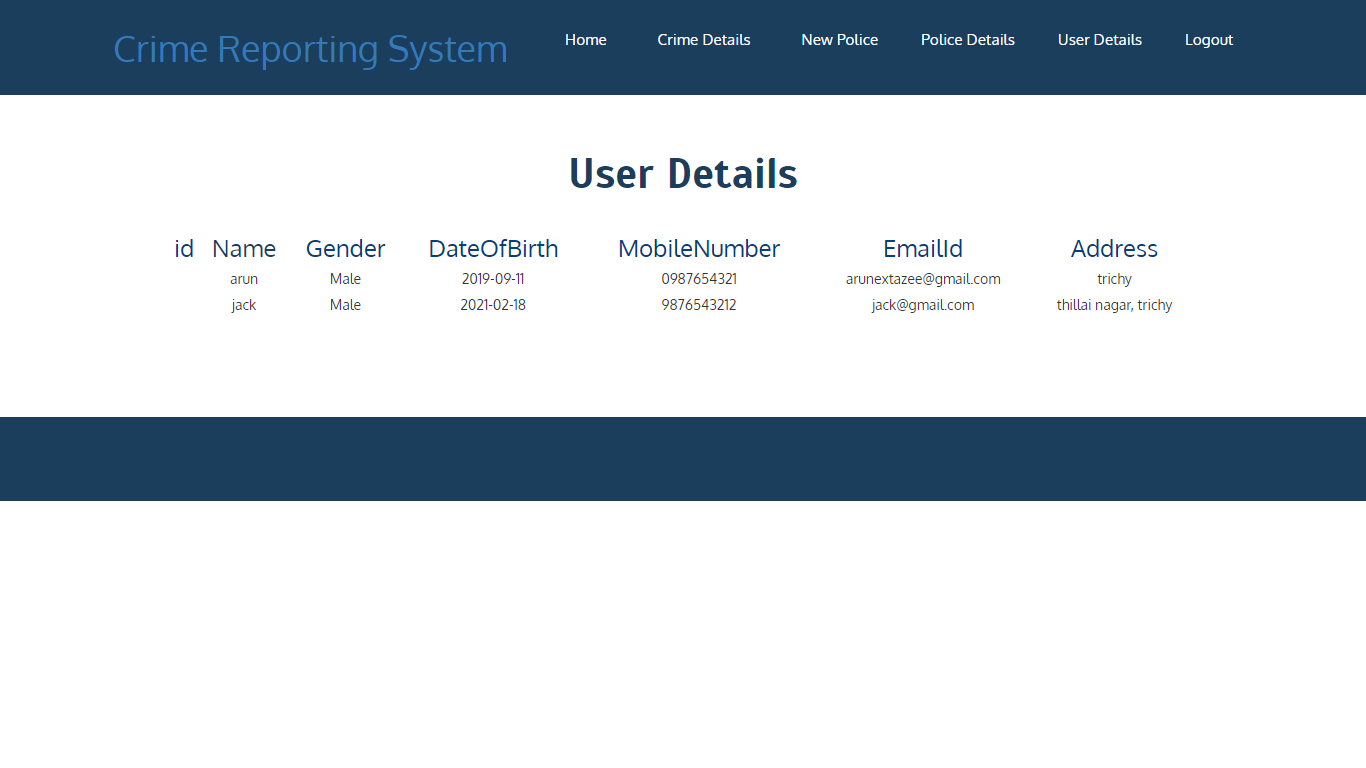 Crime Reporting System Home Crime Details New Police Police Details User Details Logout
User Details
id Name Gender DateOfBirth MobileNumber EmailId Address
arun Male 2019-09-11 0987654321 arunextazee@gmail.com trichy
jack Male 2021-02-18 9876543212 jack@gmail.com thillai nagar, trichy